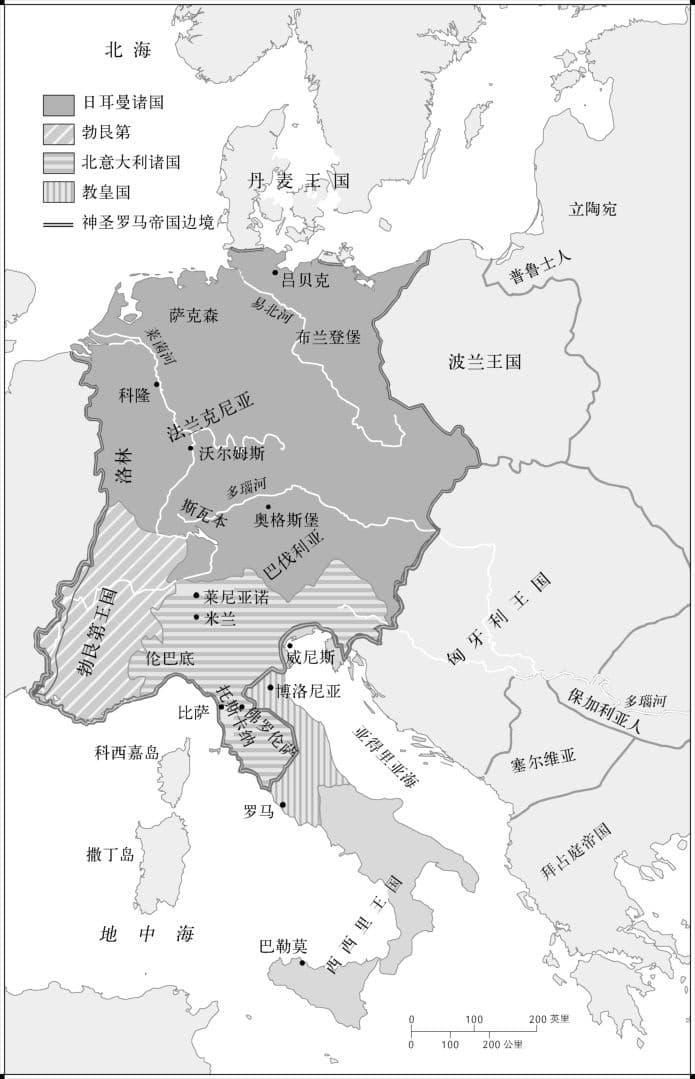 北海
日耳曼诸国
勃艮第
北意大利诸国
教皇国
神圣罗马帝国边境
丹麦王国
立陶宛
普鲁士人
吕贝克
萨克森
易北河
布兰登堡
莱茵河
波兰王国
科隆
法兰克尼亚
沃尔姆斯
洛林
多瑙河
斯瓦本
奥格斯堡
巴伐利亚
莱尼亚诺
米兰
勃艮第王国
匈牙利王国
伦巴底
威尼斯
博洛尼亚
多瑙河
保加利亚人
比萨
托斯卡纳
佛罗伦萨
科西嘉岛
亚得里亚海
塞尔维亚
罗马
撒丁岛
拜占庭帝国
地中海
西西里王国
巴勒莫
0 100 200 英里
0 100 200 公里